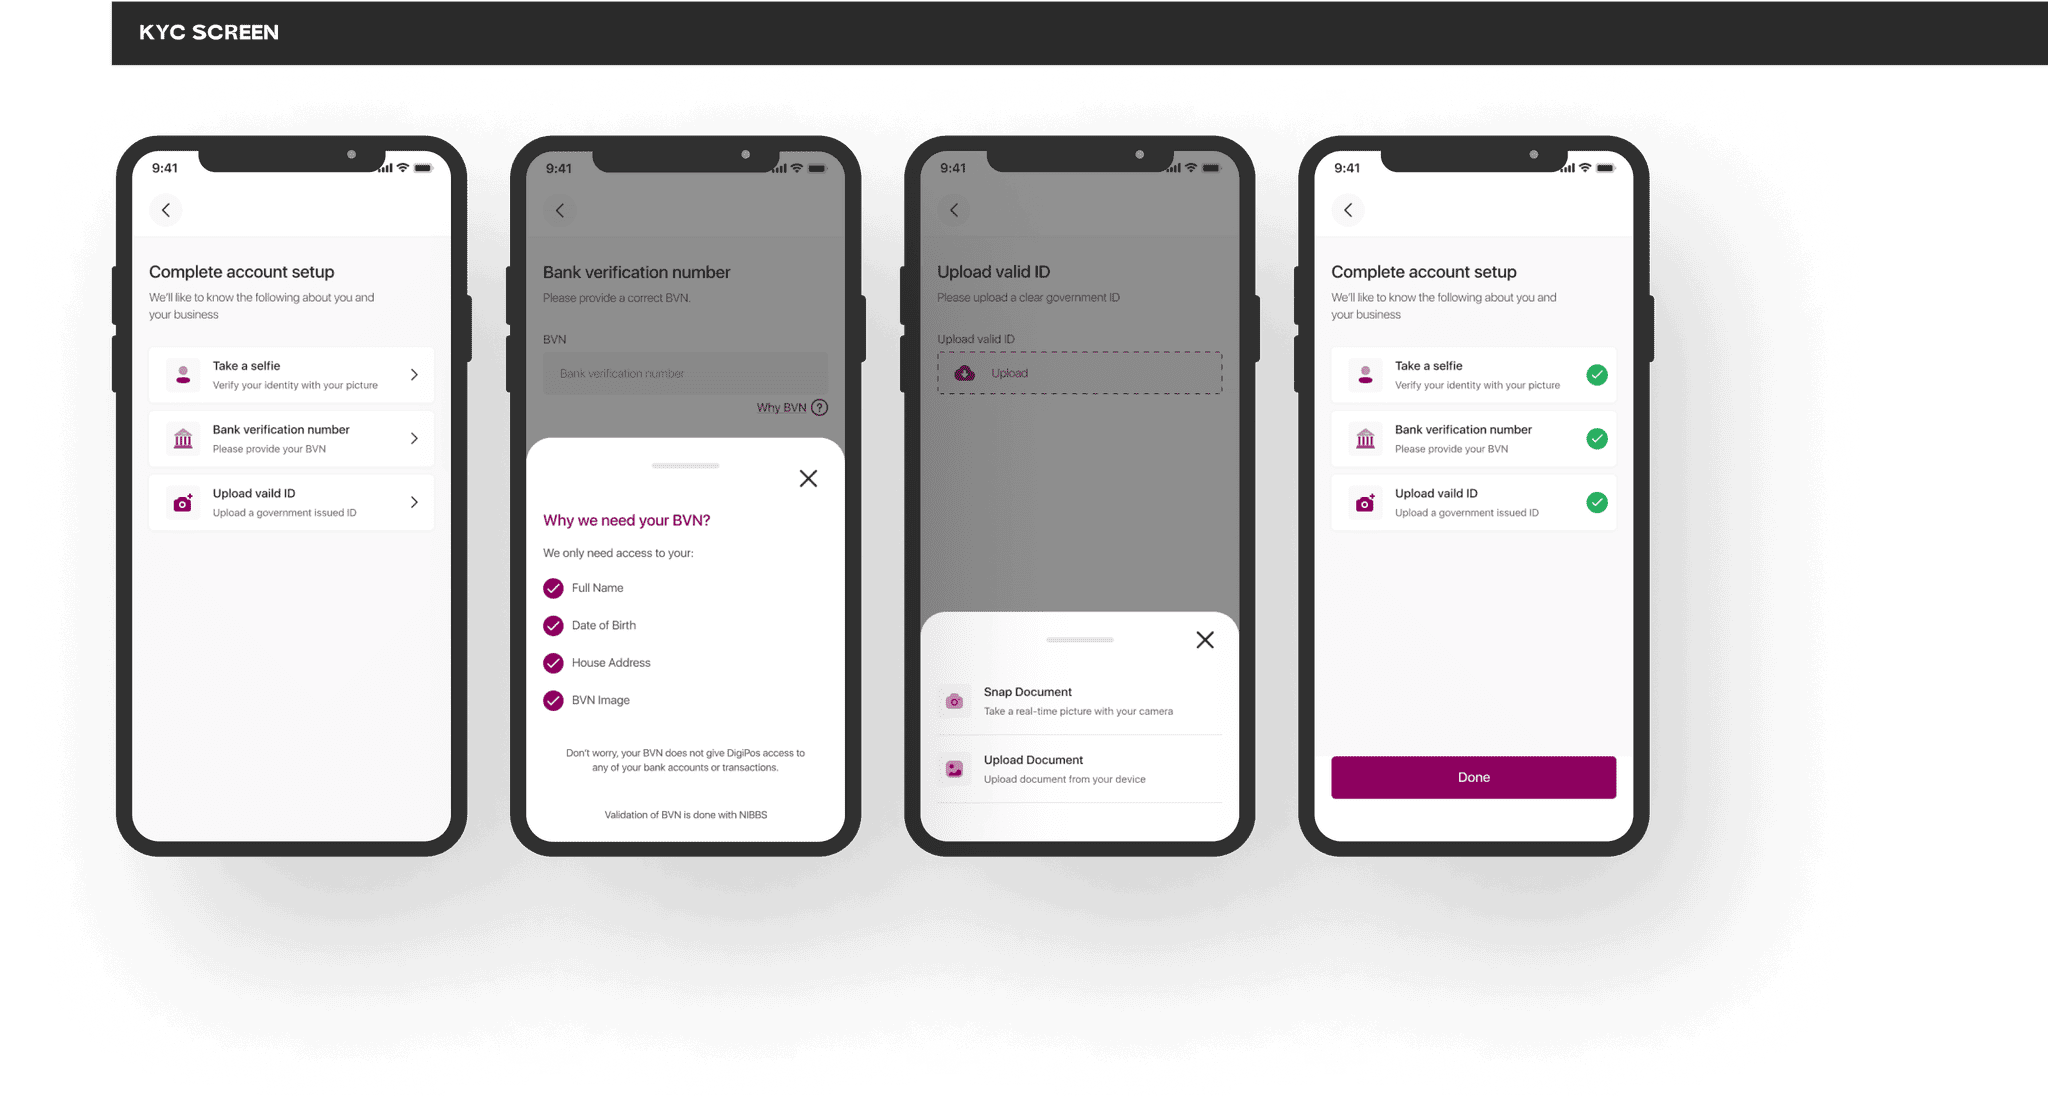 KYC SCREEN
9:41
Complete account setup
We'll like to know the following about you and
your business
Take a selfie
Verify your identity with your picture
Bank verification number
Please provide your BVN
Upload vaild ID
Upload a government issued ID
9:41
Bank verification number
Please provide a correct BVN.
BVN
Bank verification number
Why BVN ?
Why we need your BVN?
We only need access to your:
Full Name
Date of Birth
House Address
BVN Image
Don't worry, your BVN does not give DigiPos access to
any of your bank accounts or transactions.
Validation of BVN is done with NIBBS
9:41
Upload valid ID
Please upload a clear government ID
Upload valid ID
Upload
Snap Document
Take a real-time picture with your camera
Upload Document
Upload document from your device
9:41
Complete account setup
We'll like to know the following about you and
your business
Take a selfie
Verify your identity with your picture
Bank verification number
Please provide your BVN
Upload vaild ID
Upload a government issued ID
Done